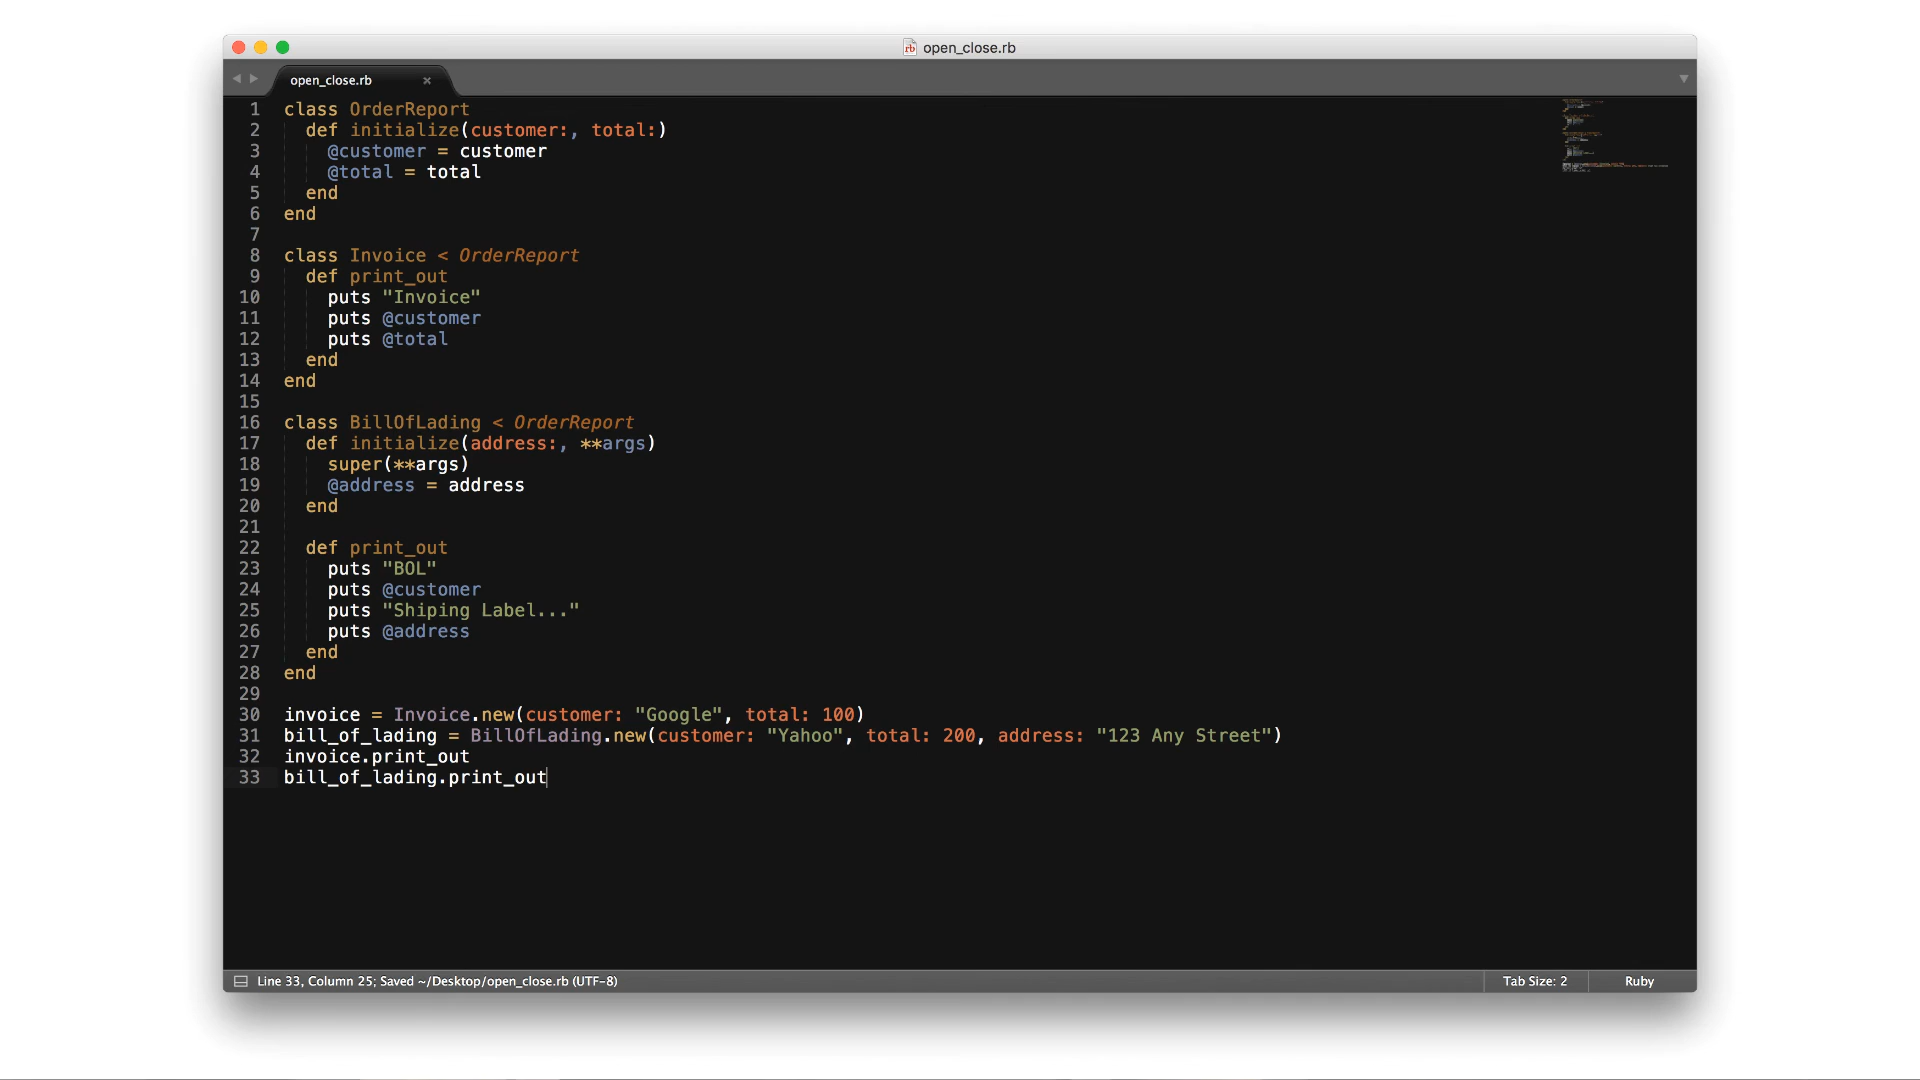 open_close.rb
open_close.rb
1 class OrderReport
2   def initialize(customer:, total:)
3     @customer = customer
4     @total = total
5   end
6 end
7
8 class Invoice < OrderReport
9   def print_out
10     puts "Invoice"
11     puts @customer
12     puts @total
13   end
14 end
15
16 class BillOfLading < OrderReport
17   def initialize(address:, **args)
18     super(**args)
19     @address = address
20   end
21
22   def print_out
23     puts "BOL"
24     puts @customer
25     puts "Shiping Label..."
26     puts @address
27   end
28 end
29
30 invoice = Invoice.new(customer: "Google", total: 100)
31 bill_of_lading = BillOfLading.new(customer: "Yahoo", total: 200, address: "123 Any Street")
32 invoice.print_out
33 bill_of_lading.print_out
Line 33, Column 25; Saved ~/Desktop/open_close.rb (UTF-8) Tab Size: 2 Ruby